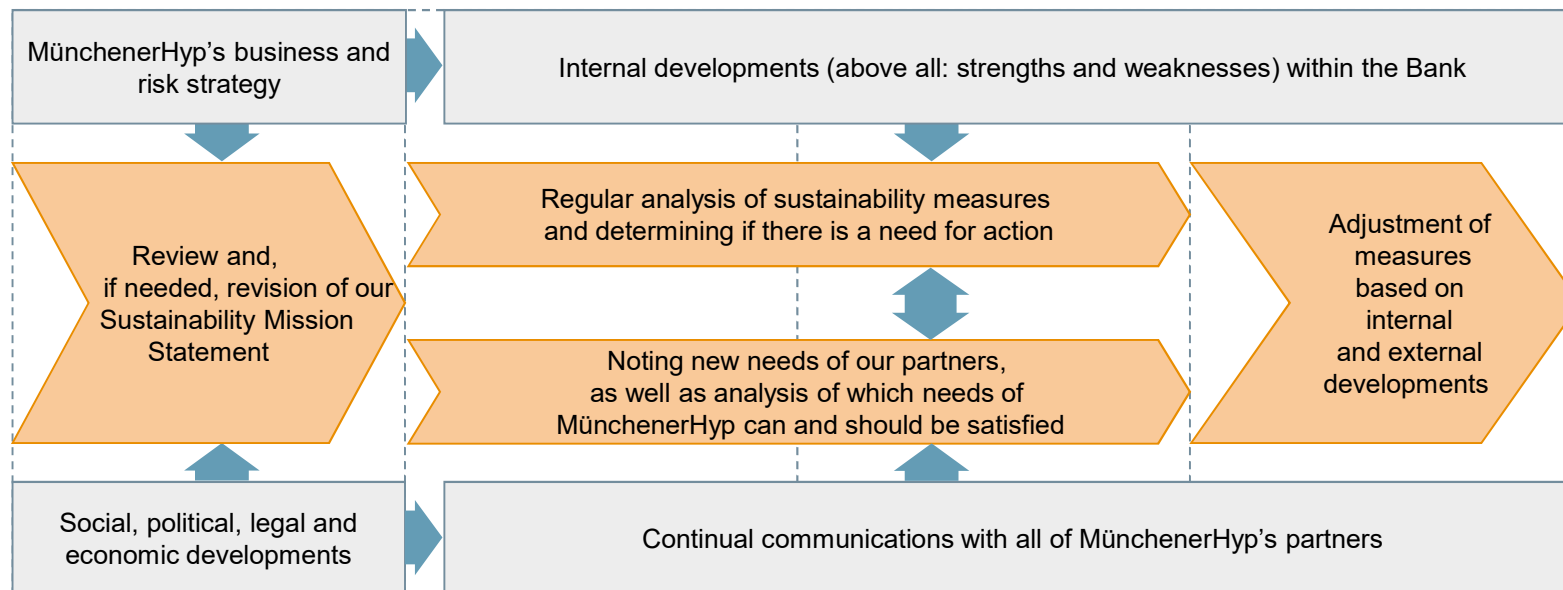 MünchenerHyp’s business and
risk strategy
Internal developments (above all: strengths and weaknesses) within the Bank
Review and,
if needed, revision of our
Sustainability Mission
Statement
Regular analysis of sustainability measures
and determining if there is a need for action
Noting new needs of our partners,
as well as analysis of which needs of
MünchenerHyp can and should be satisfied
Adjustment of
measures
based on
internal
and external
developments
Social, political, legal and
economic developments
Continual communications with all of MünchenerHyp’s partners